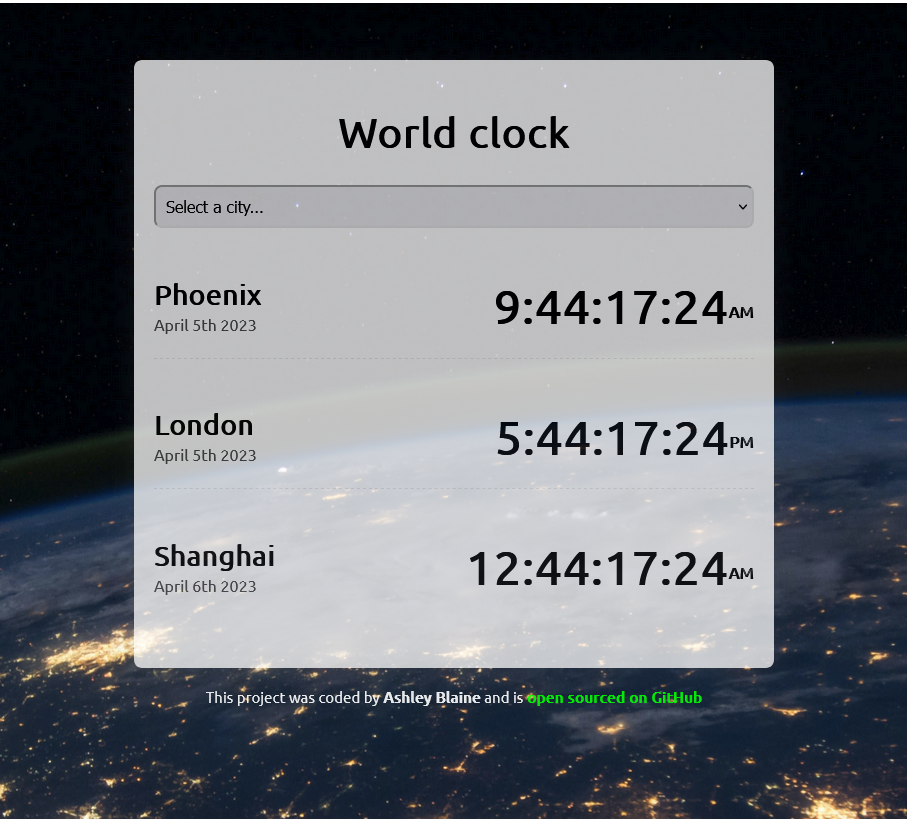 World clock
Select a city...
Phoenix
9:44:17:24AM
April 5th 2023
London
5:44:17:24PM
April 5th 2023
Shanghai
12:44:17:24AM
April 6th 2023
This project was coded by Ashley Blaine and is open sourced on GitHub